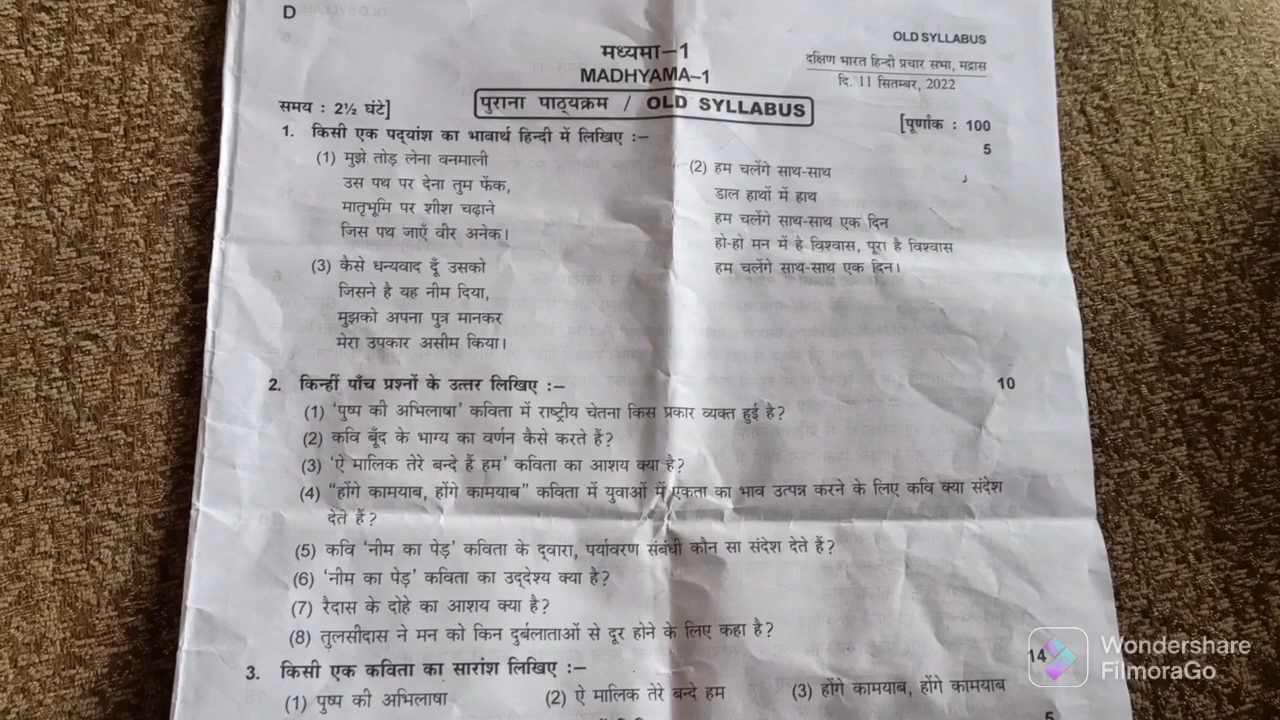 D
OLD SYLLABUS
मध्यमा–1
MADHYAMA–1
दक्षिण भारत हिन्दी प्रचार सभा, मद्रास
दि. 11 सितम्बर, 2022
पुराना पाठ्यक्रम / OLD SYLLABUS
समय : 2½ घंटे]
[पूर्णांक : 100
1. किसी एक पद्यांश का भावार्थ हिन्दी में लिखिए :–
5
(1) मुझे तोड़ लेना वनमाली
उस पथ पर देना तुम फेंक,
मातृभूमि पर शीश चढ़ाने
जिस पथ जाएँ वीर अनेक।
(2) हम चलेंगे साथ-साथ
डाल हाथों में हाथ
हम चलेंगे साथ-साथ एक दिन
हो-हो मन में है विश्वास, पूरा है विश्वास
हम चलेंगे साथ-साथ एक दिन।
(3) कैसे धन्यवाद दूँ उसको
जिसने है यह नीम दिया,
मुझको अपना पुत्र मानकर
मेरा उपकार असीम किया।
2. किन्हीं पाँच प्रश्नों के उत्तर लिखिए :–
10
(1) ‘पुष्प की अभिलाषा’ कविता में राष्ट्रीय चेतना किस प्रकार व्यक्त हुई है?
(2) कवि बूँद के भाग्य का वर्णन कैसे करते हैं?
(3) ‘ऐ मालिक तेरे बन्दे हैं हम’ कविता का आशय क्या है?
(4) “होंगे कामयाब, होंगे कामयाब” कविता में युवाओं में एकता का भाव उत्पन्न करने के लिए कवि क्या संदेश
देते हैं?
(5) कवि ‘नीम का पेड़’ कविता के द्वारा, पर्यावरण संबंधी कौन सा संदेश देते हैं?
(6) ‘नीम का पेड़’ कविता का उद्देश्य क्या है?
(7) रैदास के दोहे का आशय क्या है?
(8) तुलसीदास ने मन को किन दुर्बलाताओं से दूर होने के लिए कहा है?
3. किसी एक कविता का सारांश लिखिए :–
14
(1) पुष्प की अभिलाषा
(2) ऐ मालिक तेरे बन्दे हम
(3) होंगे कामयाब, होंगे कामयाब
5
Wondershare
FilmoraGo